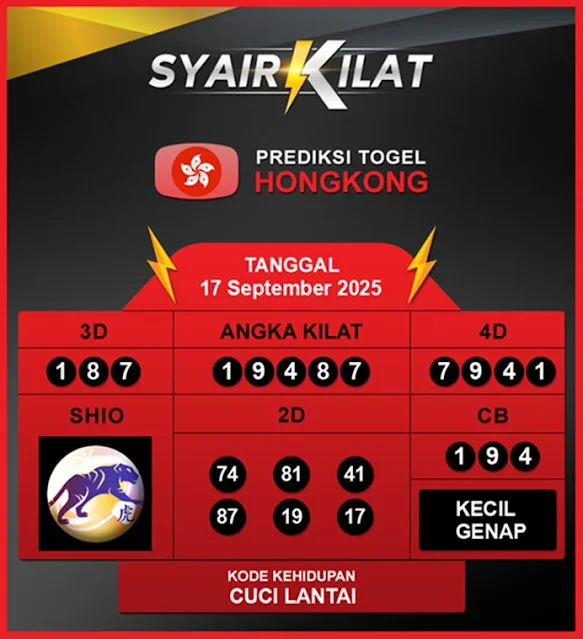 SYAIR KILAT
PREDIKSI TOGEL
HONGKONG
TANGGAL
17 September 2025
3D
ANGKA KILAT
4D
1 8 7
1 9 4 8 7
7 9 4 1
SHIO
2D
CB
虎
74 81 41
87 19 17
1 9 4
KECIL
GENAP
KODE KEHIDUPAN
CUCI LANTAI